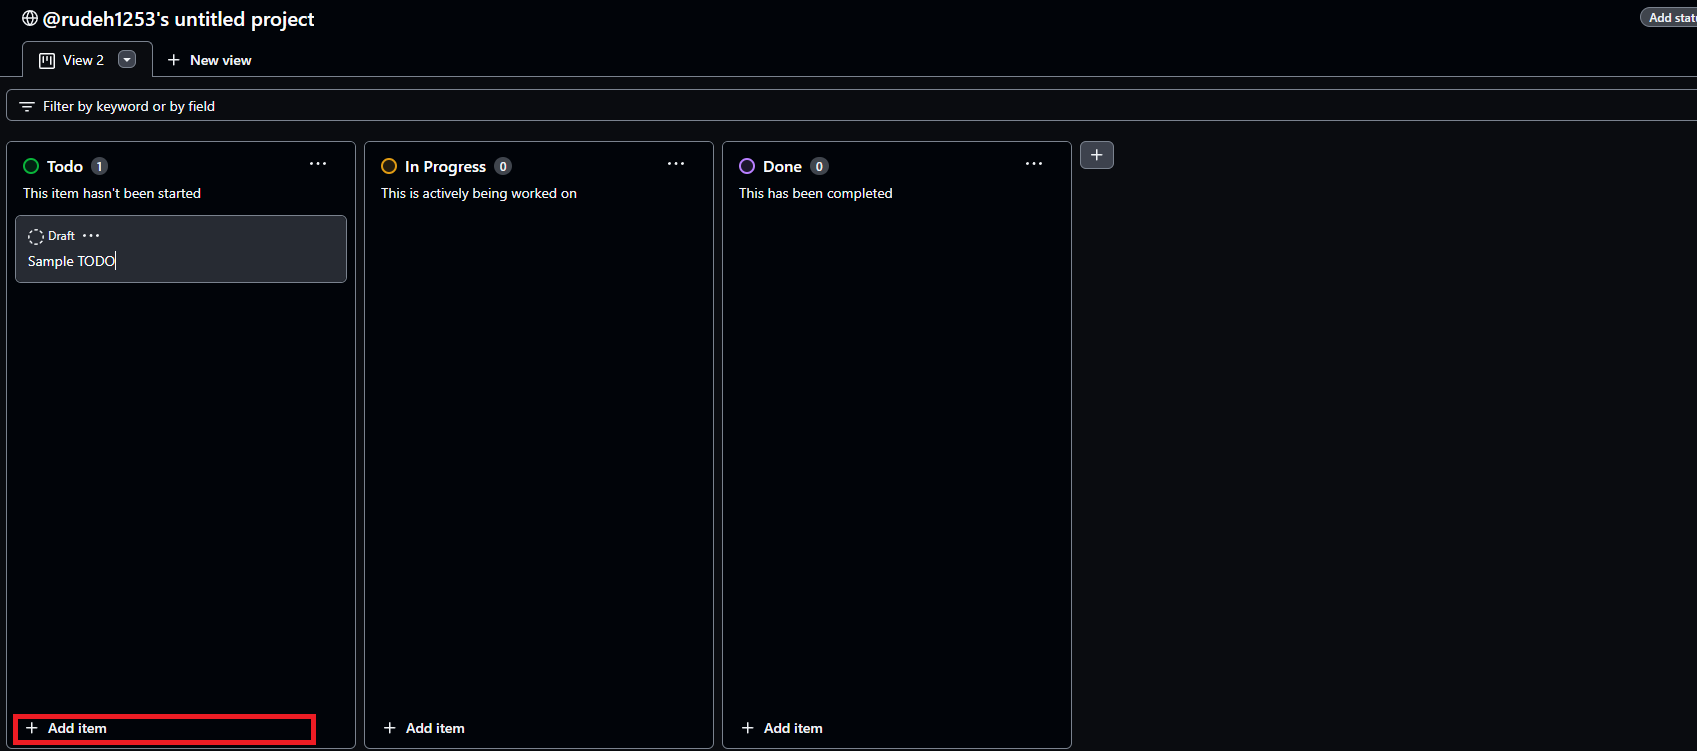 @rudeh1253's untitled project
Add stat
View 2
New view
Filter by keyword or by field
Todo 1
This item hasn't been started
Draft
Sample TODO
Add item
In Progress 0
This is actively being worked on
Add item
Done 0
This has been completed
Add item